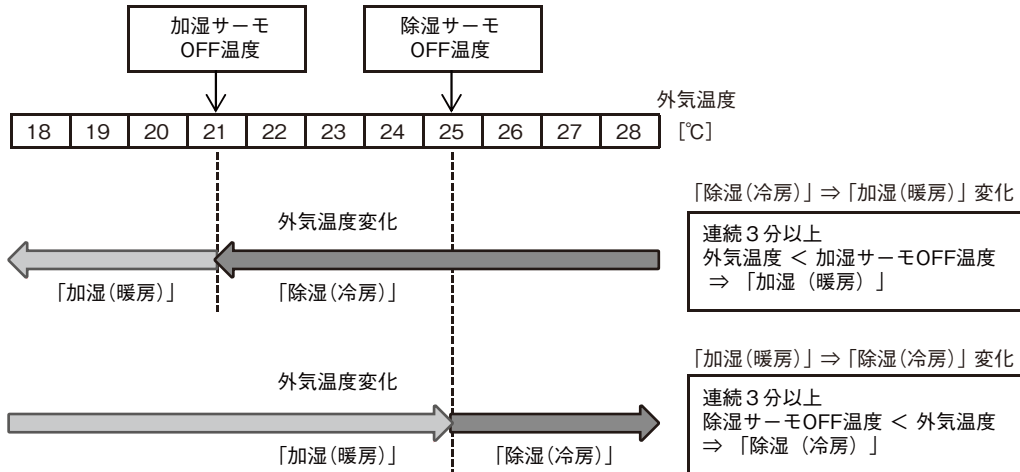 加湿サーモ
OFF温度
除湿サーモ
OFF温度
外気温度
18 19 20 21 22 23 24 25 26 27 28 [℃]
「除湿(冷房)」⇒「加湿(暖房)」変化
外気温度変化
連続3分以上
外気温度 < 加湿サーモOFF温度
⇒ 「加湿(暖房)」
「加湿(暖房)」
「除湿(冷房)」
「加湿(暖房)」⇒「除湿(冷房)」変化
外気温度変化
連続3分以上
除湿サーモOFF温度 < 外気温度
⇒ 「除湿(冷房)」
「加湿(暖房)」
「除湿(冷房)」